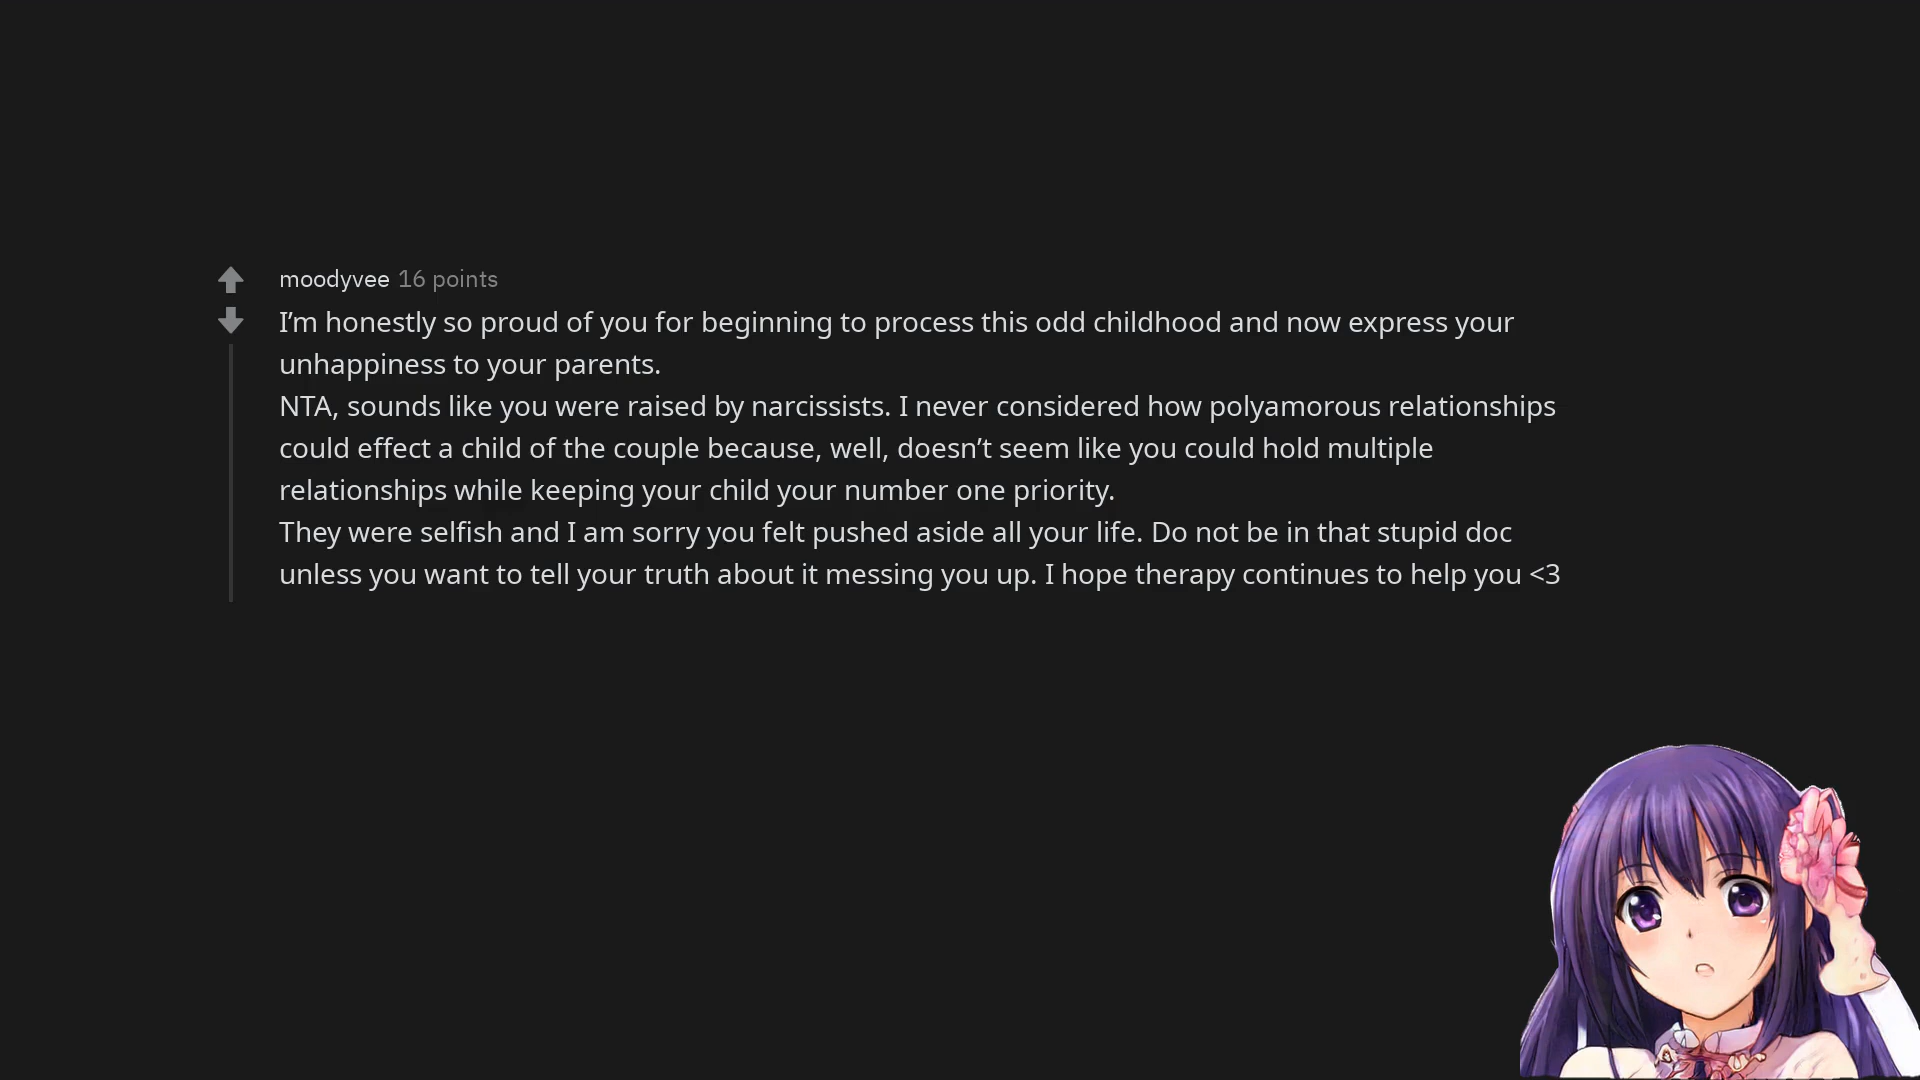 moodyvee 16 points
I’m honestly so proud of you for beginning to process this odd childhood and now express your
unhappiness to your parents.
NTA, sounds like you were raised by narcissists. I never considered how polyamorous relationships
could effect a child of the couple because, well, doesn’t seem like you could hold multiple
relationships while keeping your child your number one priority.
They were selfish and I am sorry you felt pushed aside all your life. Do not be in that stupid doc
unless you want to tell your truth about it messing you up. I hope therapy continues to help you <3